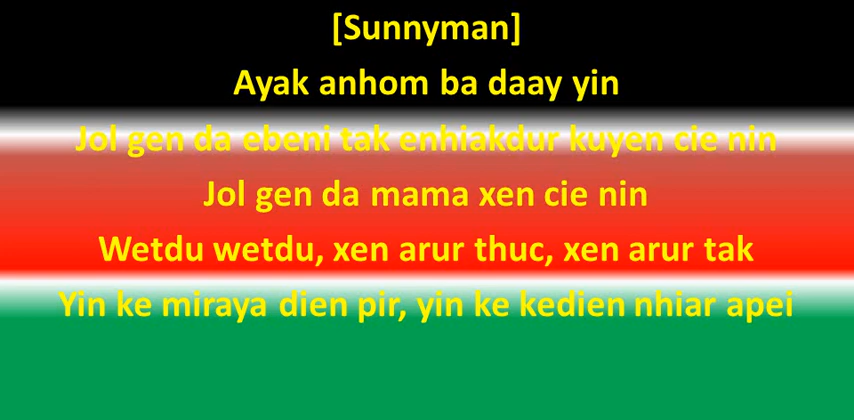 [Sunnyman]
Ayak anhom ba daay yin
Jol gen da ebeni tak enhiakdur kuyen cie nin
Jol gen da mama xen cie nin
Wetdu wetdu, xen arur thuc, xen arur tak
Yin ke miraya dien pir, yin ke kedien nhiar apei